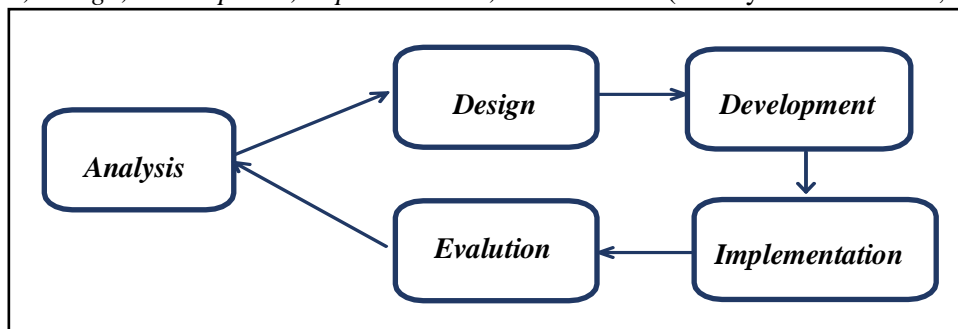 Design
Development
Analysis
Evalution
Implementation